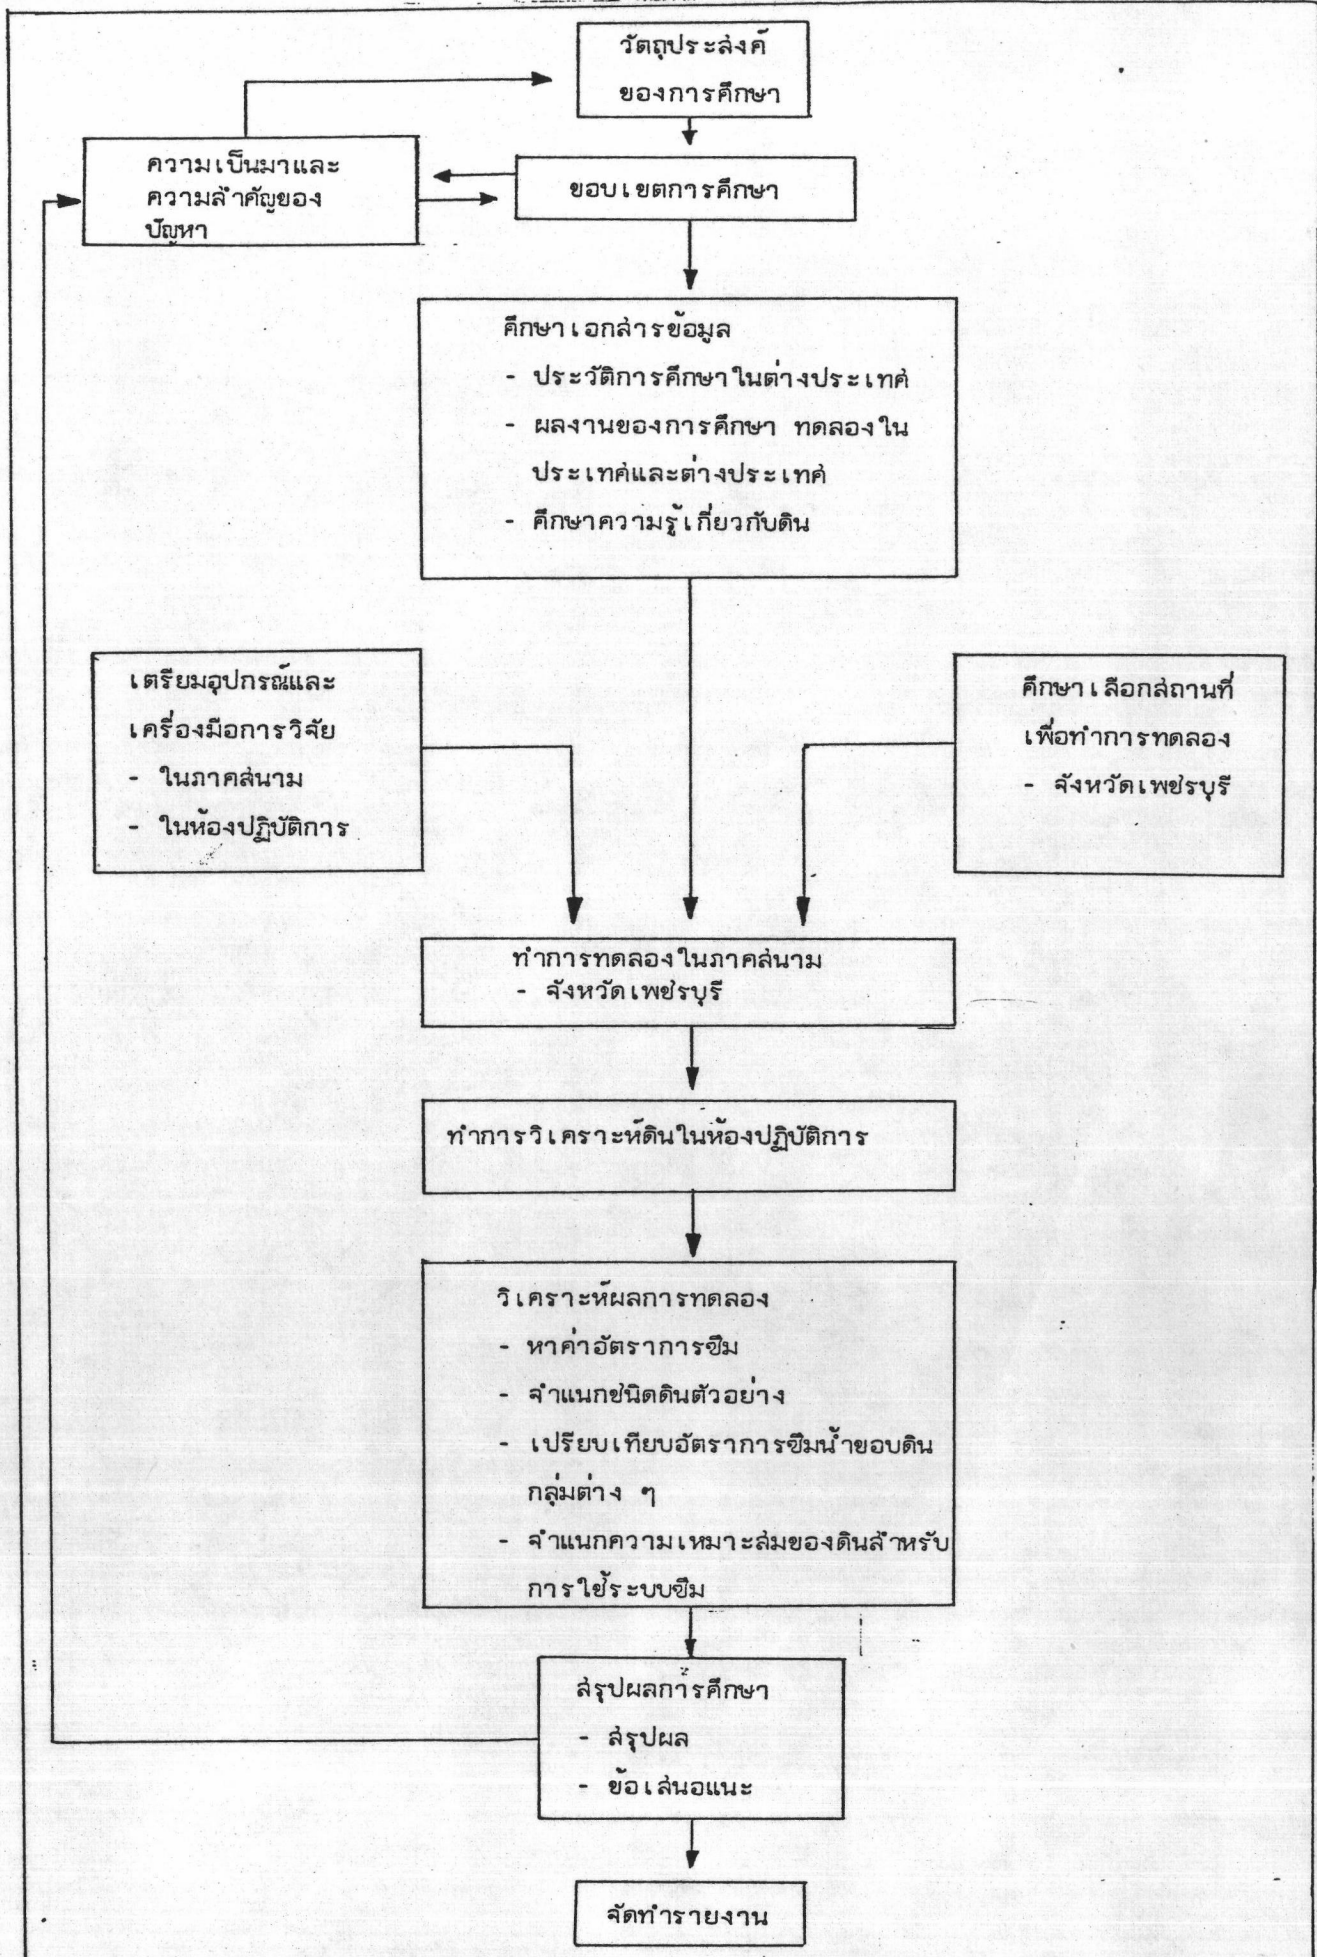 วัตถุประสงค์
ของการศึกษา
ความเป็นมาและ
ความสำคัญของ
ปัญหา
ขอบเขตการศึกษา
ศึกษาเอกสารข้อมูล
- ประวัติการศึกษาในต่างประเทศ
- ผลงานของการศึกษา ทดลองใน
ประเทศและต่างประเทศ
- ศึกษาความรู้เกี่ยวกับดิน
เตรียมอุปกรณ์และ
เครื่องมือการวิจัย
- ในภาคสนาม
- ในห้องปฏิบัติการ
ศึกษาเลือกสถานที่
เพื่อทำการทดลอง
- จังหวัดเพชรบุรี
ทำการทดลองในภาคสนาม
- จังหวัดเพชรบุรี
ทำการวิเคราะห์ดินในห้องปฏิบัติการ
วิเคราะห์ผลการทดลอง
- หาค่าอัตราการซึม
- จำแนกชนิดดินตัวอย่าง
- เปรียบเทียบอัตราการซึมน้ำขอบดิน
กลุ่มต่าง ๆ
- จำแนกความเหมาะสมของดินสำหรับ
การใช้ระบบซึม
สรุปผลการศึกษา
- สรุปผล
- ข้อเสนอแนะ
จัดทำรายงาน